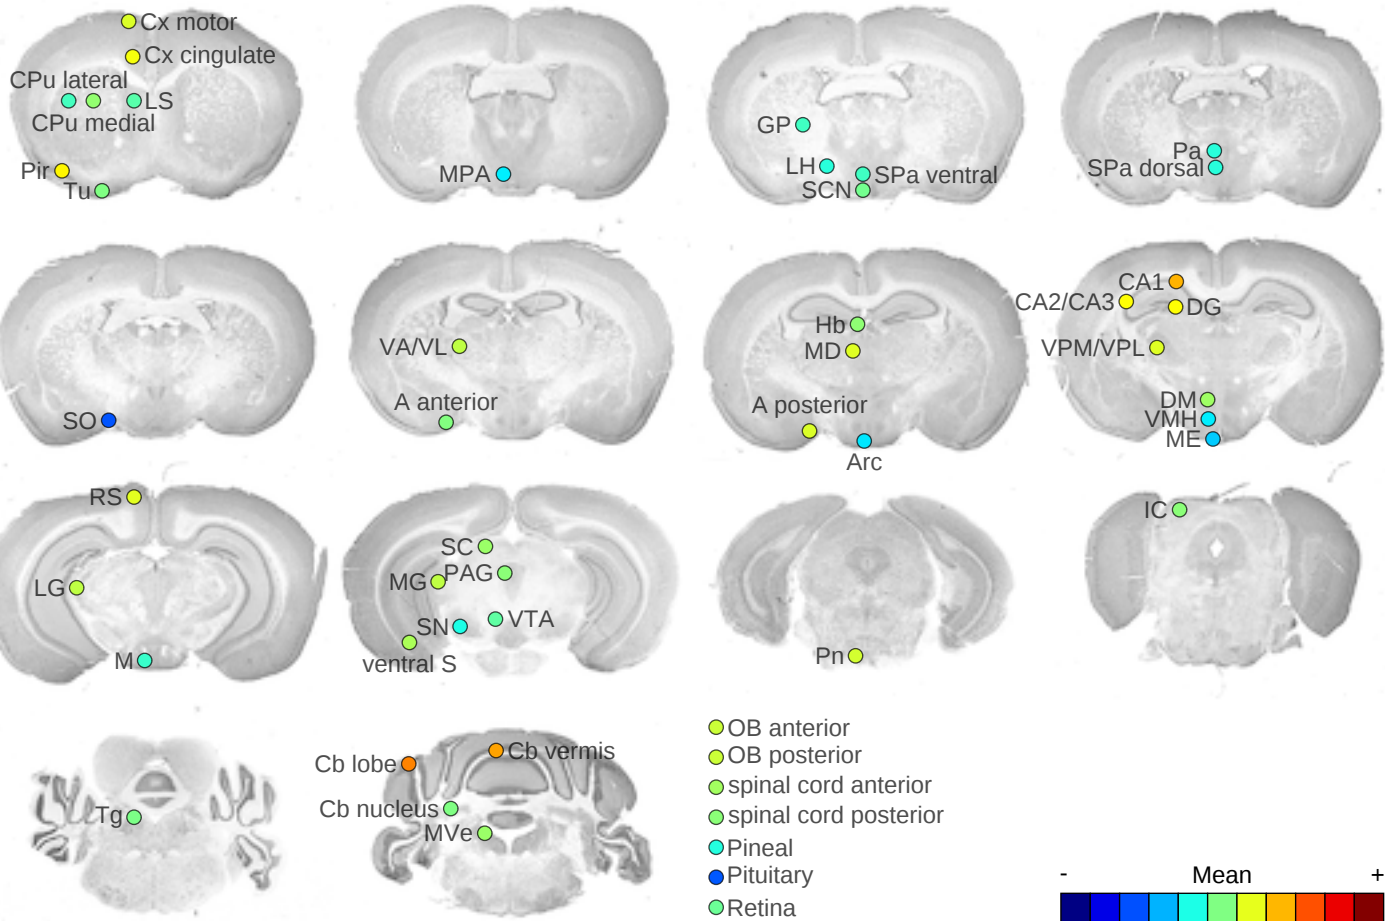 Cx motor
Cx cingulate
CPu lateral
LS
CPu medial
Pir
Tu
MPA
GP
LH
SPa ventral
SCN
Pa
SPa dorsal
SO
VA/VL
A anterior
Hb
MD
A posterior
Arc
CA1
CA2/CA3
DG
VPM/VPL
DM
VMH
ME
RS
LG
M
SC
PAG
MG
SN
VTA
ventral S
Pn
IC
Tg
Cb lobe
Cb vermis
Cb nucleus
MVe
OB anterior
OB posterior
spinal cord anterior
spinal cord posterior
Pineal
Pituitary
Retina
- Mean +